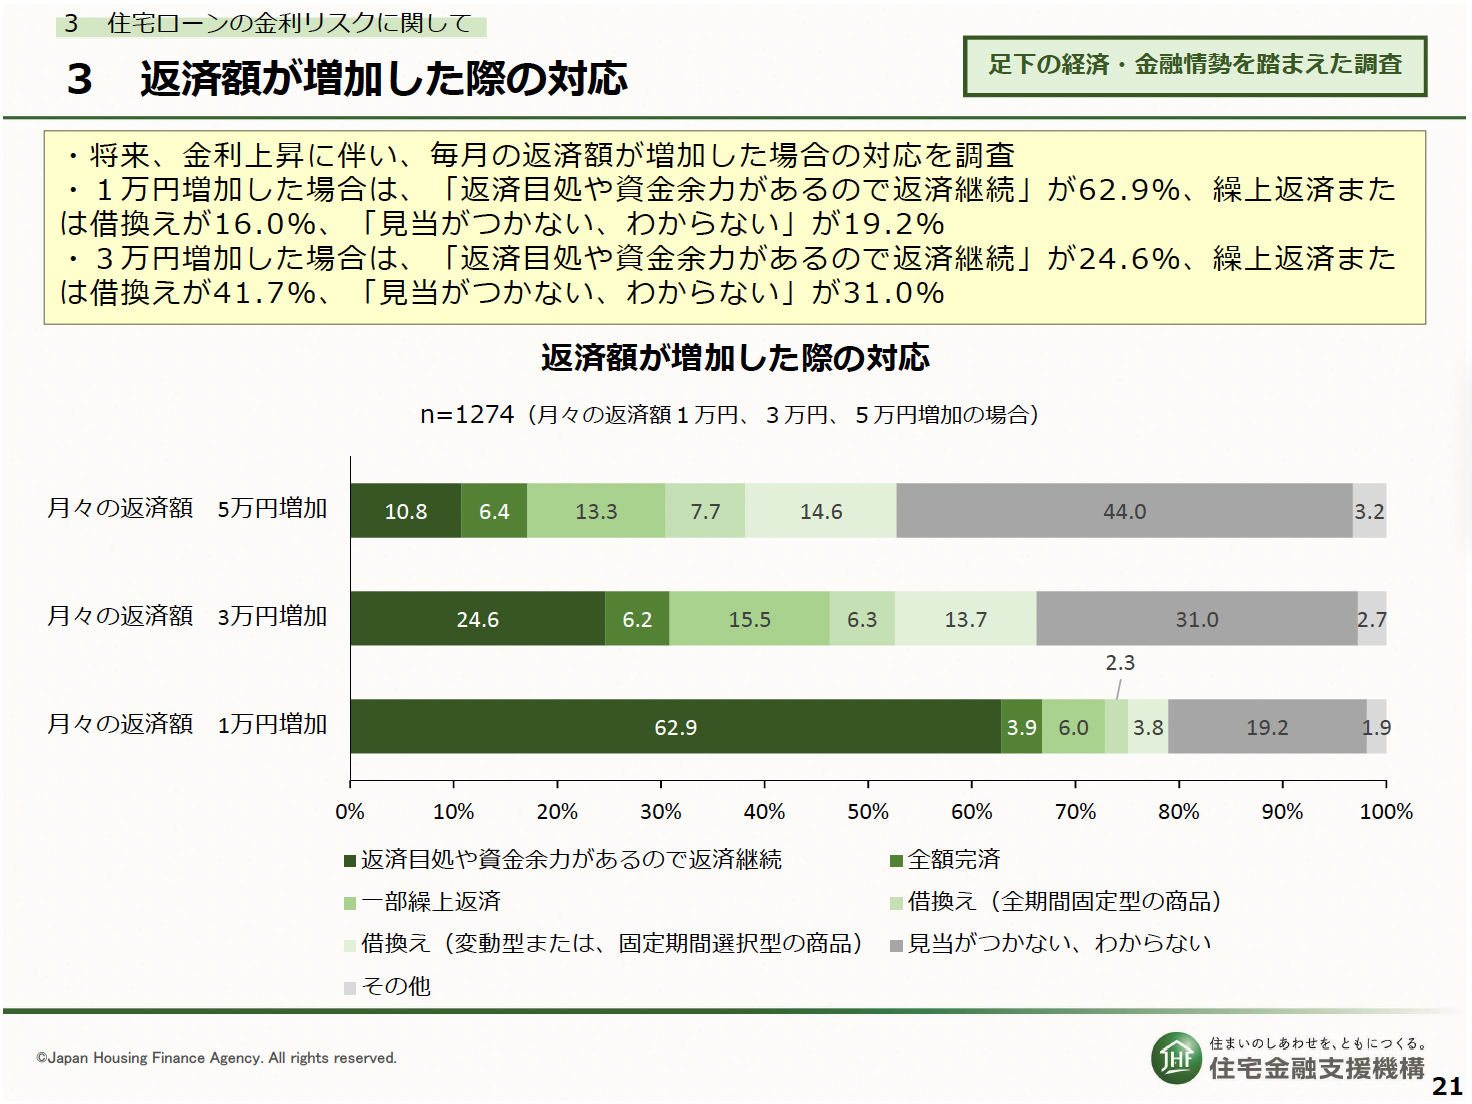 3　住宅ローンの金利リスクに関して
3　返済額が増加した際の対応
足下の経済・金融情勢を踏まえた調査
・将来、金利上昇に伴い、毎月の返済額が増加した場合の対応を調査
・１万円増加した場合は、「返済目処や資金余力があるので返済継続」が62.9%、繰上返済また
は借換えが16.0%、「見当がつかない、わからない」が19.2%
・３万円増加した場合は、「返済目処や資金余力があるので返済継続」が24.6%、繰上返済また
は借換えが41.7%、「見当がつかない、わからない」が31.0%
返済額が増加した際の対応
n=1274（月々の返済額１万円、３万円、５万円増加の場合）
月々の返済額　5万円増加 10.8 6.4 13.3 7.7 14.6 44.0 3.2
月々の返済額　3万円増加 24.6 6.2 15.5 6.3 13.7 31.0 2.7
2.3
月々の返済額　1万円増加 62.9 3.9 6.0 3.8 19.2 1.9
0% 10% 20% 30% 40% 50% 60% 70% 80% 90% 100%
返済目処や資金余力があるので返済継続 全額完済
一部繰上返済 借換え（全期間固定型の商品）
借換え（変動型または、固定期間選択型の商品） 見当がつかない、わからない
その他
©Japan Housing Finance Agency. All rights reserved.
JHF
住まいのしあわせを、ともにつくる。
住宅金融支援機構
21